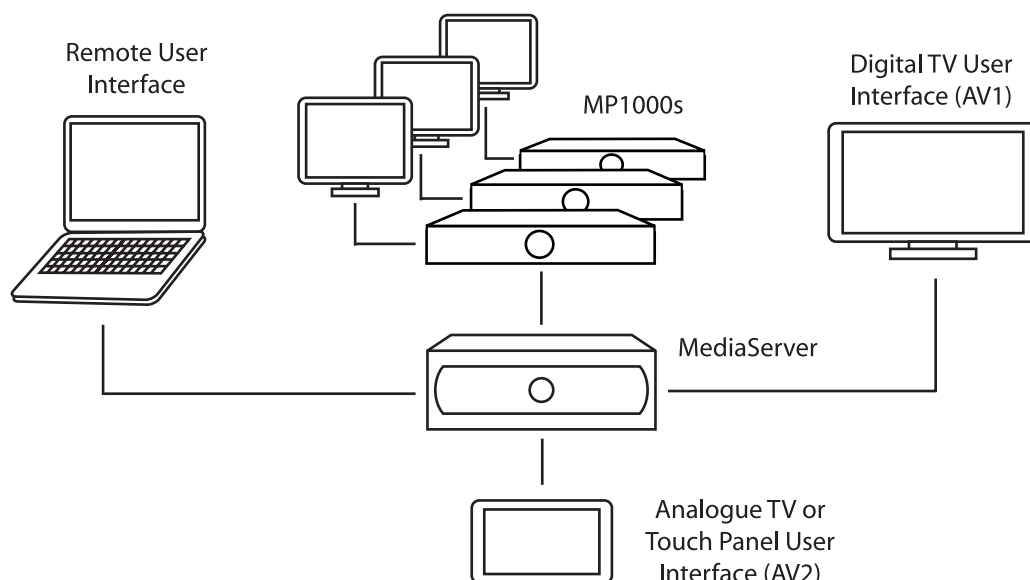 Remote User
Interface
MP1000s
Digital TV User
Interface (AV1)
MediaServer
Analogue TV or
Touch Panel User
Interface (AV2)